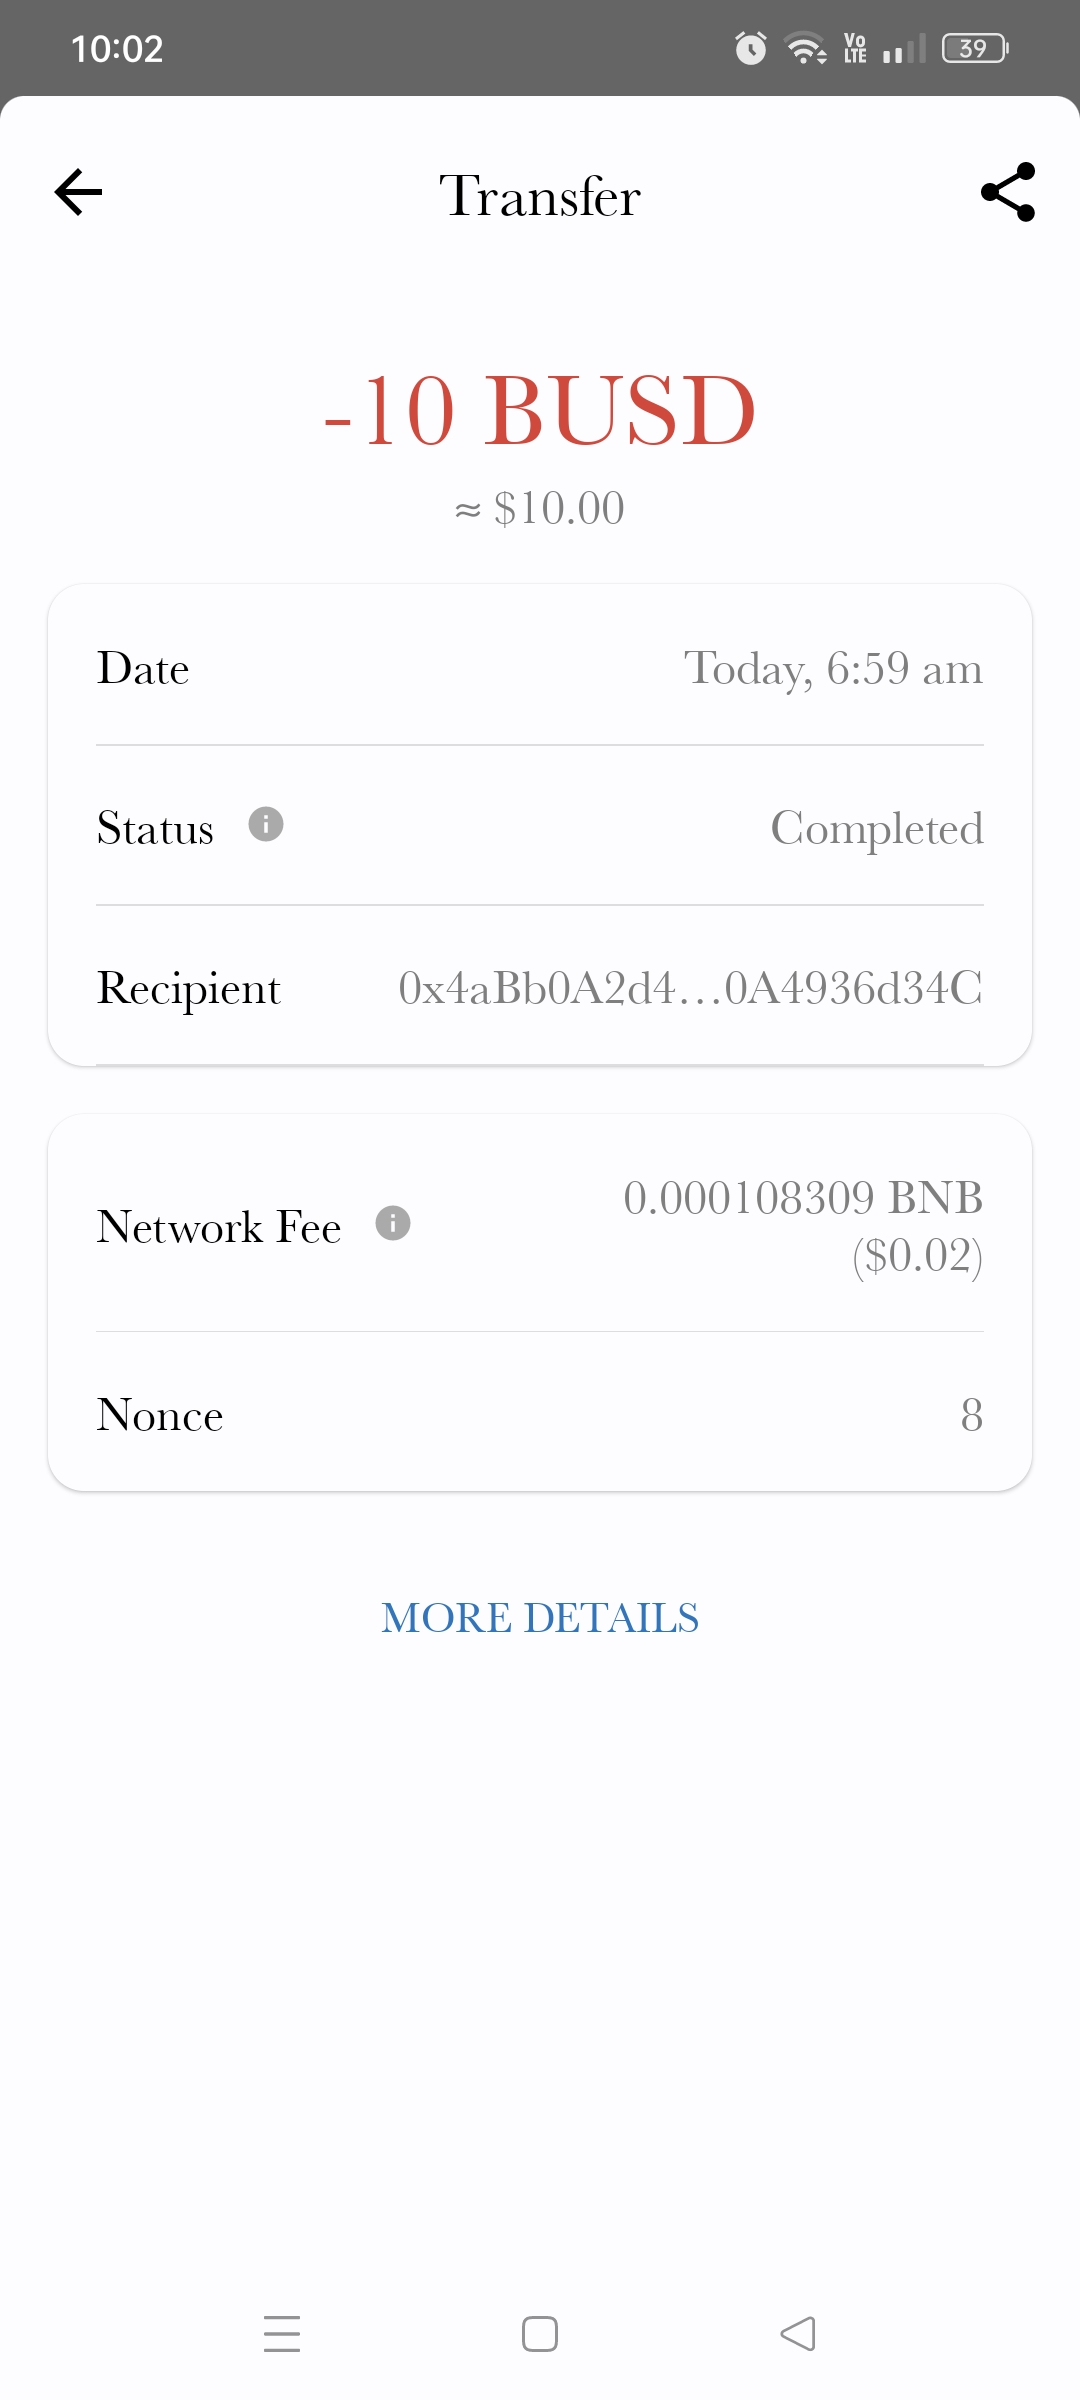 10:02
Vo
LTE
39
Transfer
-10 BUSD
≈ $10.00
Date
Today, 6:59 am
Status
Completed
Recipient
0x4aBb0A2d4...0A4936d34C
Network Fee
0.000108309 BNB
($0.02)
Nonce
8
MORE DETAILS